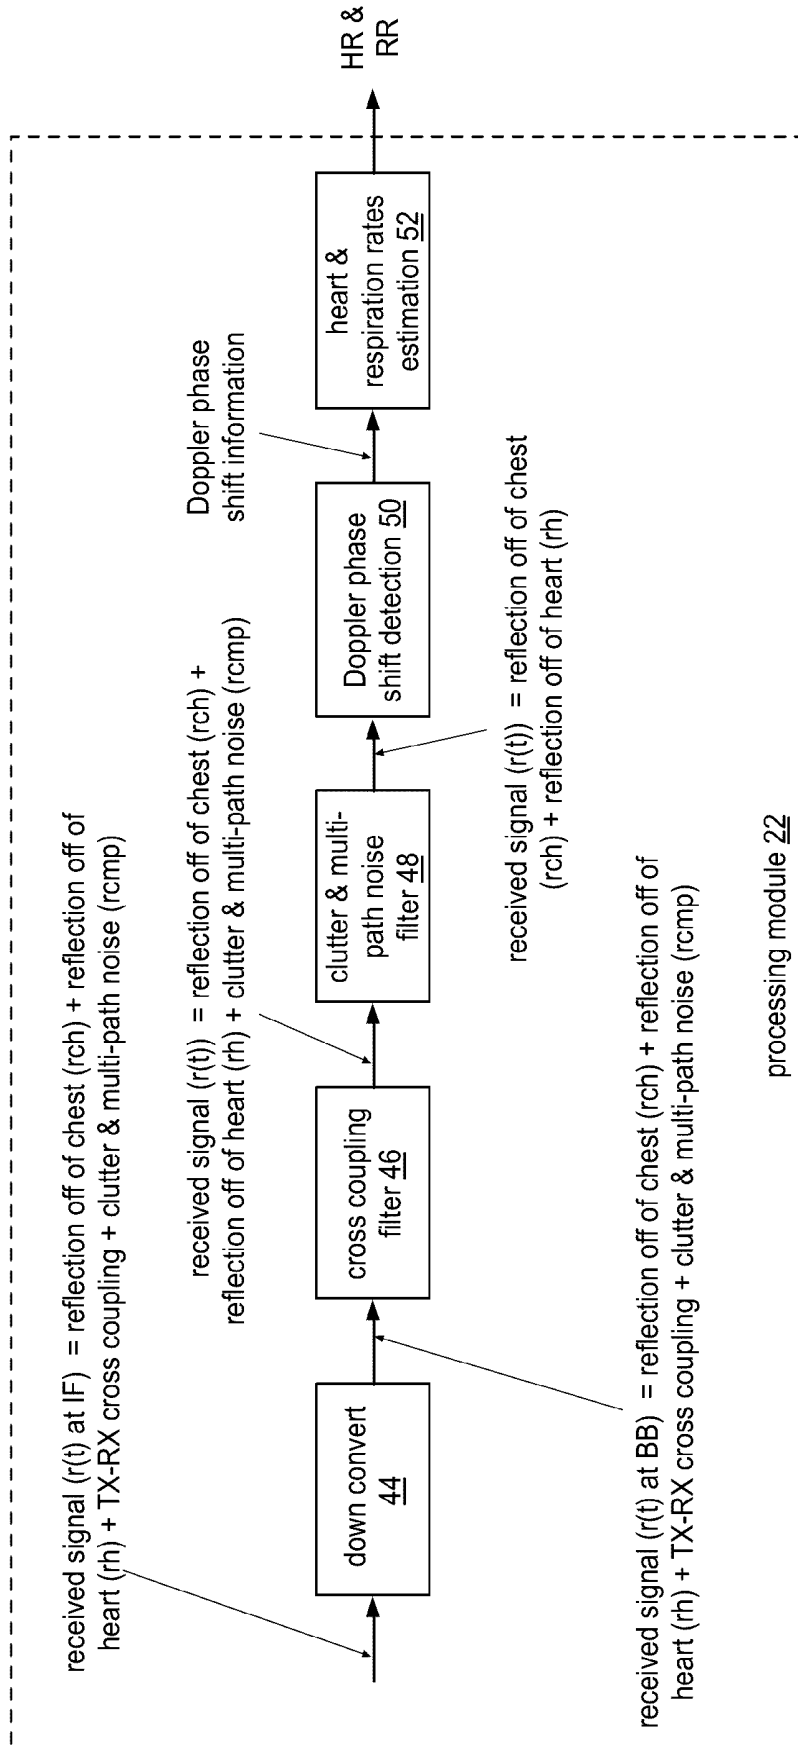 received signal (r(t) at IF) = reflection off of chest (rch) + reflection off of
heart (rh) + TX-RX cross coupling + clutter & multi-path noise (rcmp)
received signal (r(t)) = reflection off of chest (rch) +
reflection off of heart (rh) + clutter & multi-path noise (rcmp)
Doppler phase
shift information
down convert
44
cross coupling
filter 46
clutter & multi-
path noise
filter 48
Doppler phase
shift detection 50
heart &
respiration rates
estimation 52
HR &
RR
received signal (r(t)) = reflection off of chest
(rch) + reflection off of heart (rh)
received signal (r(t) at BB) = reflection off of chest (rch) + reflection off of
heart (rh) + TX-RX cross coupling + clutter & multi-path noise (rcmp)
processing module 22